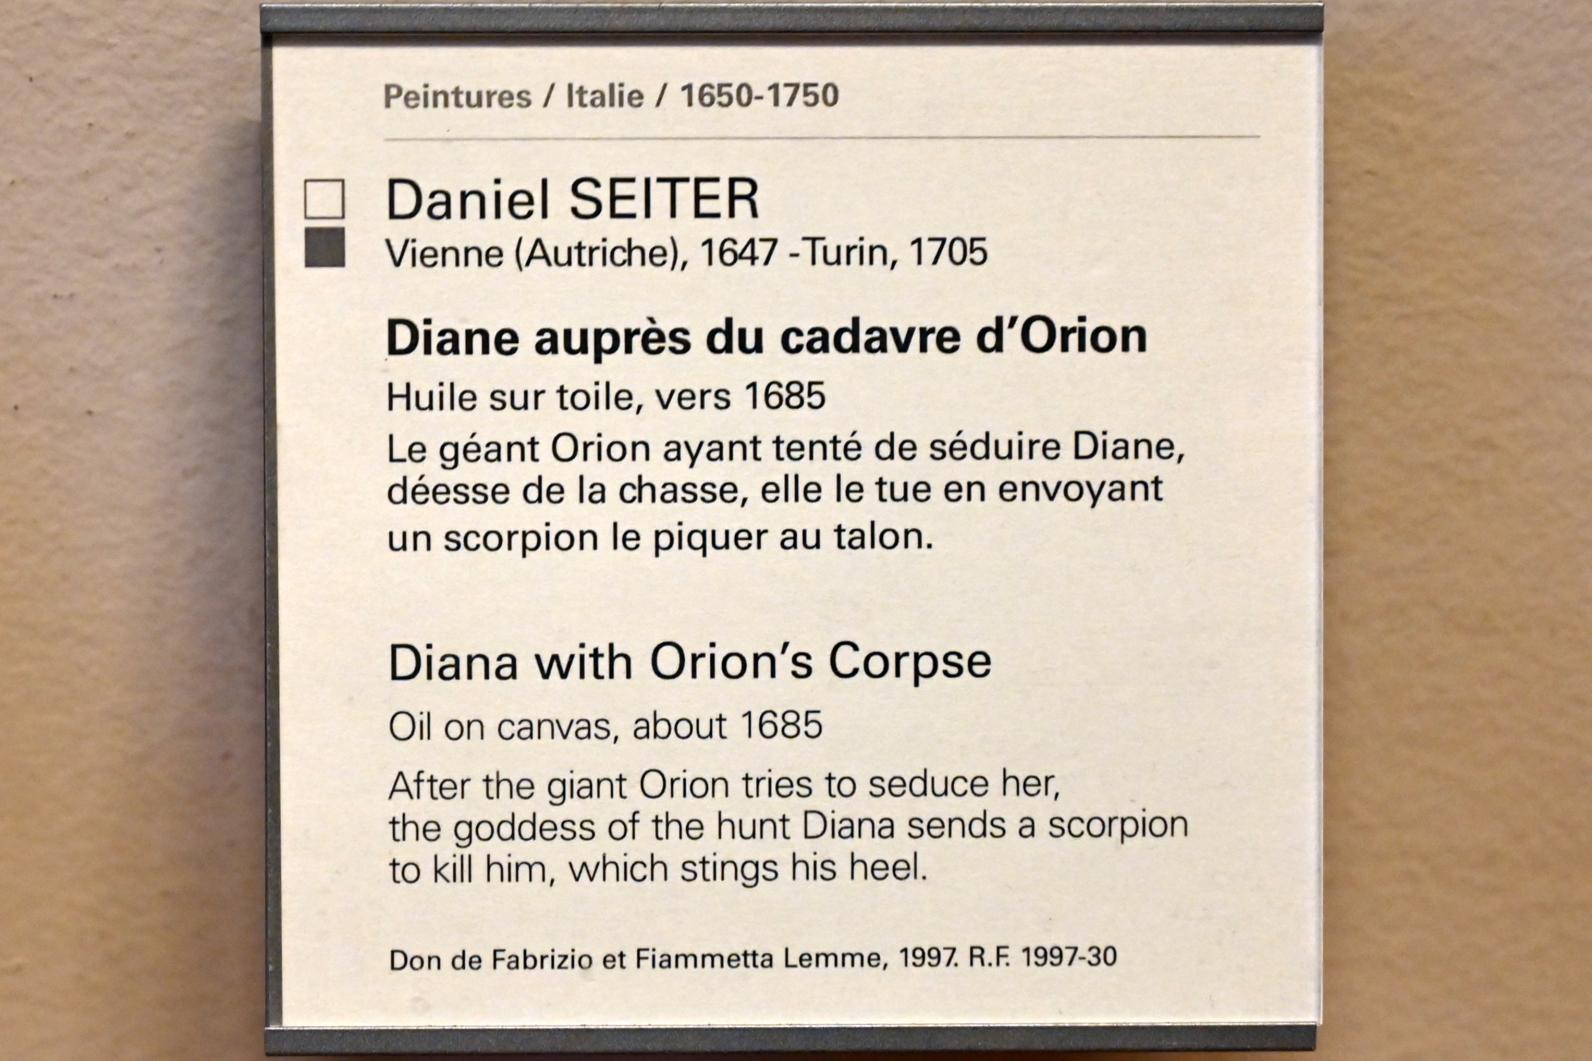 Peintures / Italie / 1650-1750
Daniel SEITER
Vienne (Autriche), 1647 - Turin, 1705
Diane auprès du cadavre d'Orion
Huile sur toile, vers 1685
Le géant Orion ayant tenté de séduire Diane,
déesse de la chasse, elle le tue en envoyant
un scorpion le piquer au talon.
Diana with Orion's Corpse
Oil on canvas, about 1685
After the giant Orion tries to seduce her,
the goddess of the hunt Diana sends a scorpion
to kill him, which stings his heel.
Don de Fabrizio et Fiammetta Lemme, 1997. R.F. 1997-30